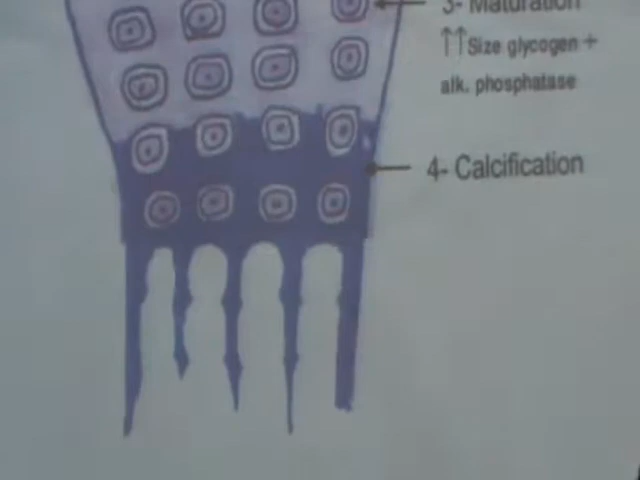 3- Maturation
↑↑Size glycogen +
alk. phosphatase
4- Calcification